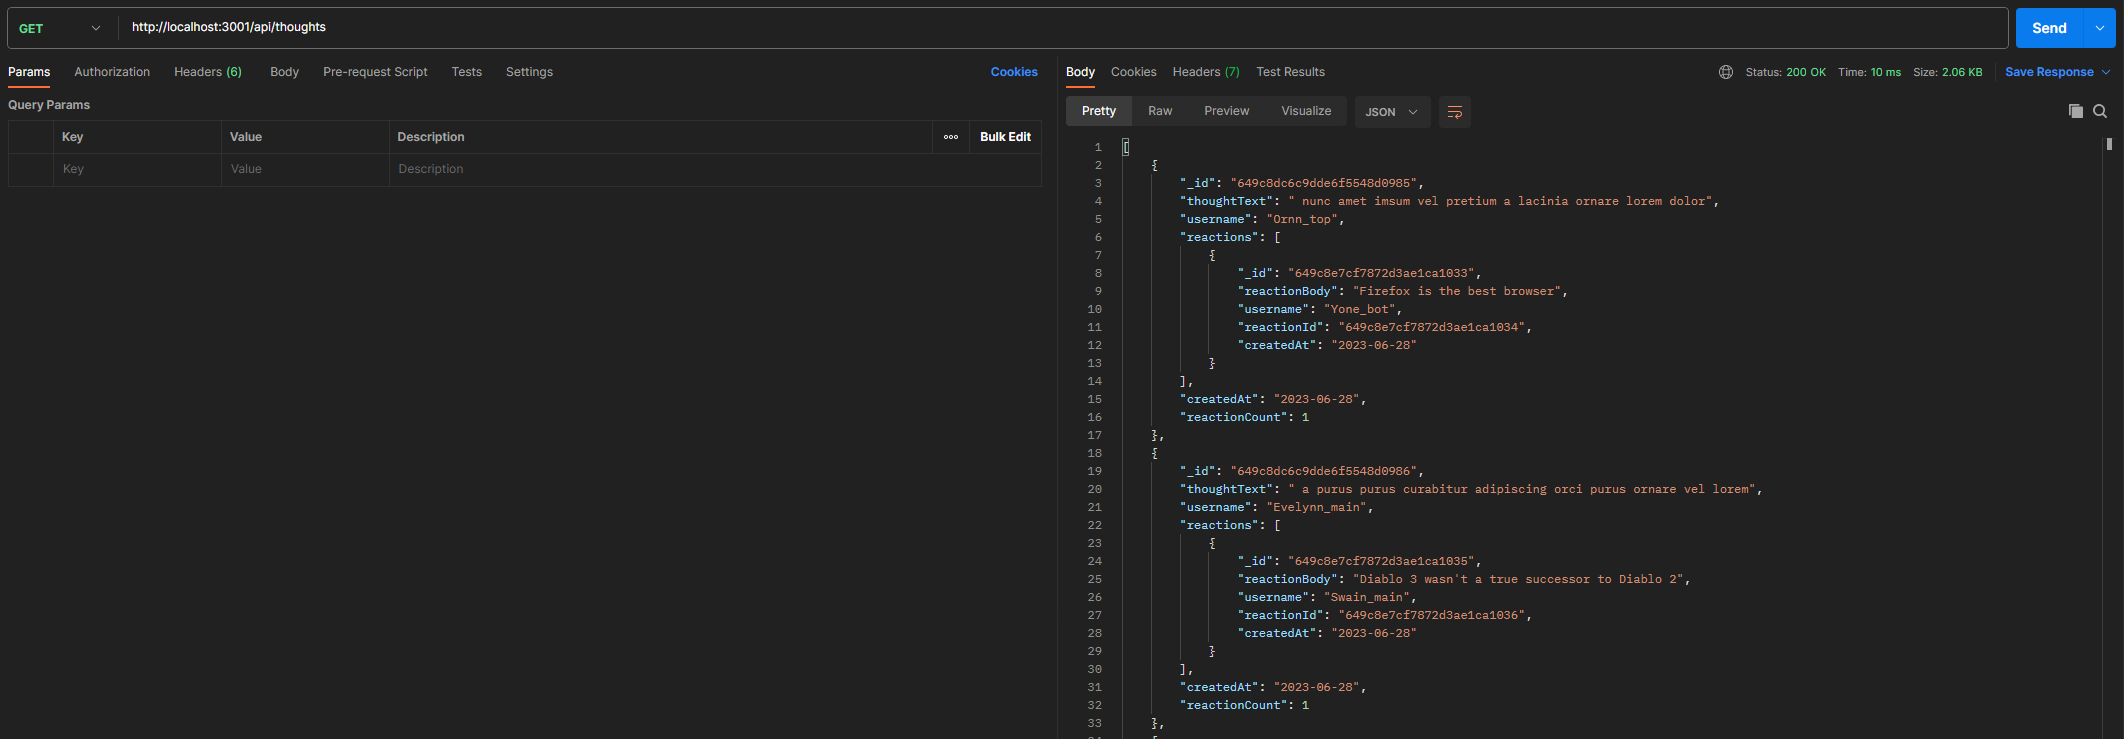 GET http://localhost:3001/api/thoughts Send
Params Authorization Headers (6) Body Pre-request Script Tests Settings Cookies
Query Params
Key Value Description ooo Bulk Edit
Key Value Description
Body Cookies Headers (7) Test Results Status: 200 OK Time: 10 ms Size: 2.06 KB Save Response
Pretty Raw Preview Visualize JSON
1 [
2 {
3 "_id": "649c8dc6c9dde6f5548d0985",
4 "thoughtText": " nunc amet imsum vel pretium a lacinia ornare lorem dolor",
5 "username": "Ornn_top",
6 "reactions": [
7 {
8 "_id": "649c8e7cf7872d3ae1ca1033",
9 "reactionBody": "Firefox is the best browser",
10 "username": "Yone_bot",
11 "reactionId": "649c8e7cf7872d3ae1ca1034",
12 "createdAt": "2023-06-28"
13 }
14 ],
15 "createdAt": "2023-06-28",
16 "reactionCount": 1
17 },
18 {
19 "_id": "649c8dc6c9dde6f5548d0986",
20 "thoughtText": " a purus purus curabitur adipiscing orci purus ornare vel lorem",
21 "username": "Evelynn_main",
22 "reactions": [
23 {
24 "_id": "649c8e7cf7872d3ae1ca1035",
25 "reactionBody": "Diablo 3 wasn't a true successor to Diablo 2",
26 "username": "Swain_main",
27 "reactionId": "649c8e7cf7872d3ae1ca1036",
28 "createdAt": "2023-06-28"
29 }
30 ],
31 "createdAt": "2023-06-28",
32 "reactionCount": 1
33 },